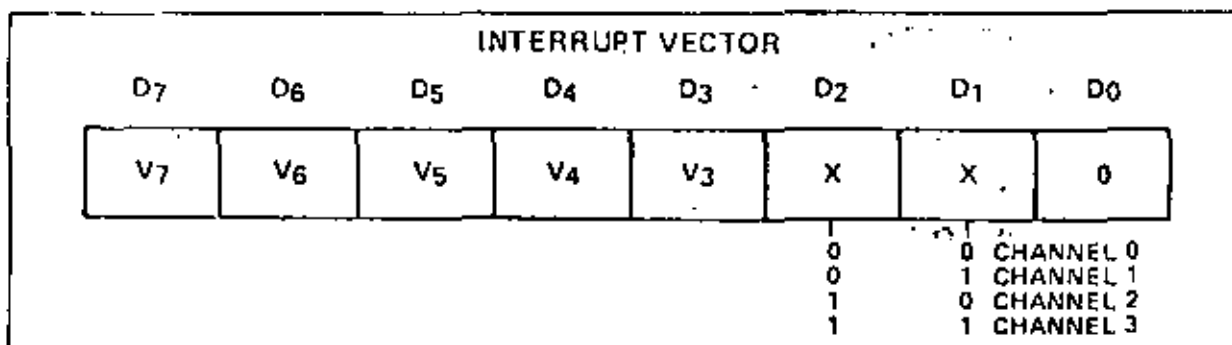 INTERRUPT VECTOR
D7 D6 D5 D4 D3 D2 D1 D0
V7 V6 V5 V4 V3 X X 0
0 0 CHANNEL 0
0 1 CHANNEL 1
1 0 CHANNEL 2
1 1 CHANNEL 3